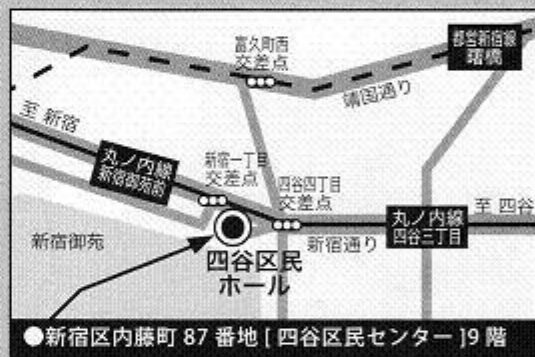 富久町西
交差点
都営新宿線
曙橋
靖国通り
至 新宿
丸ノ内線
新宿御苑前
新宿一丁目
交差点
四谷四丁目
交差点
丸ノ内線
四谷三丁目
至 四谷
新宿御苑
新宿通り
四谷区民
ホール
●新宿区内藤町 87 番地 [ 四谷区民センター ]9 階